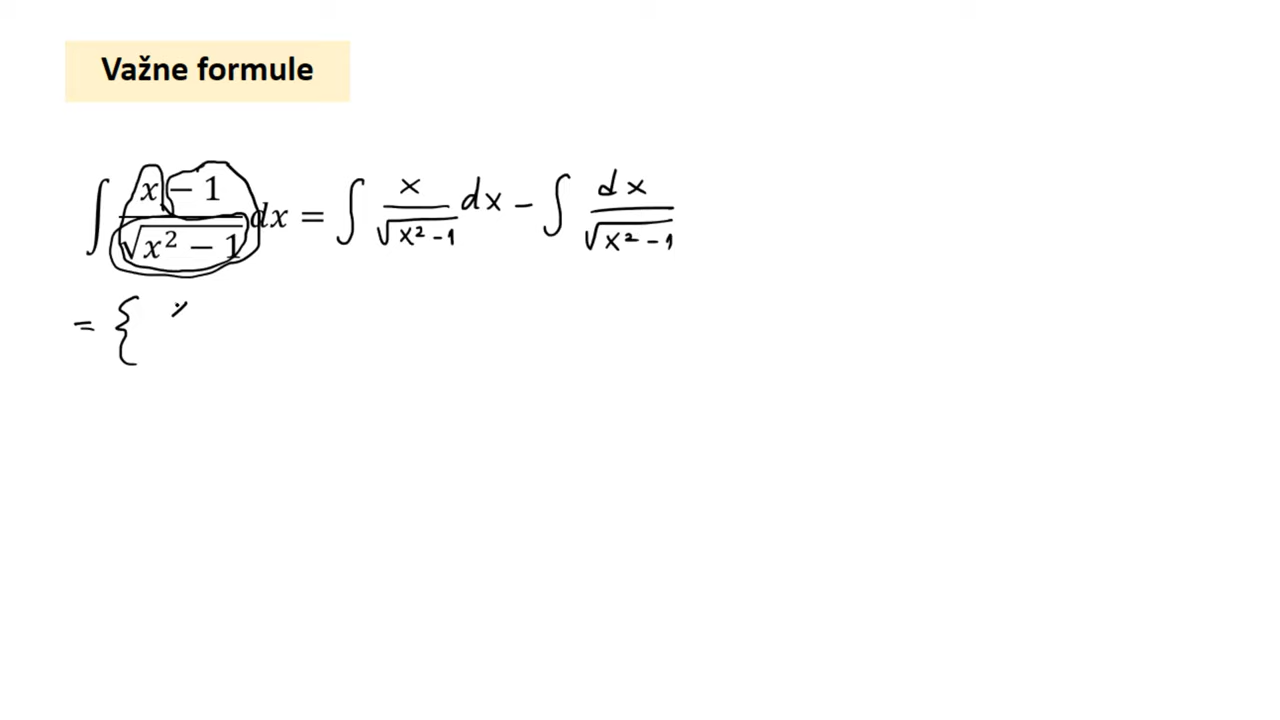 Važne formule
∫ (x − 1)/√(x² − 1) dx = ∫ x/√(x² − 1) dx − ∫ dx/√(x² − 1)
= {